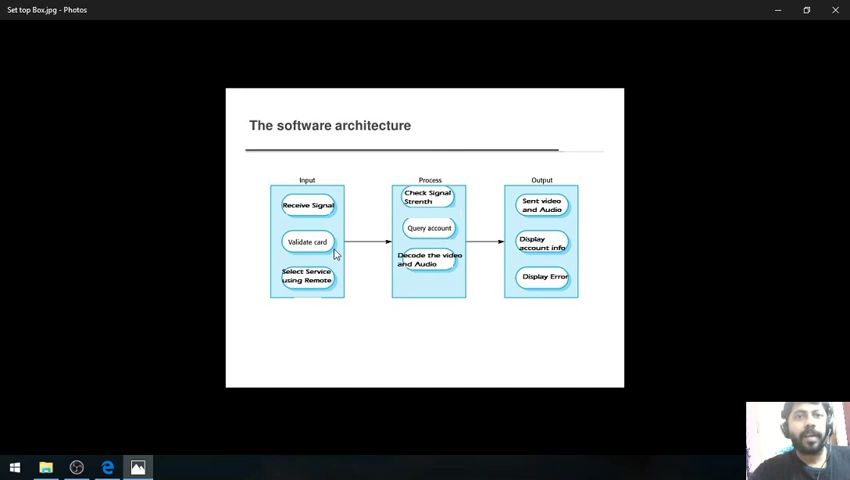 Set top Box.jpg - Photos
The software architecture
Input
Process
Output
Receive Signal
Validate card
Select Service
using Remote
Check Signal
Strenth
Query account
Decode the video
and Audio
Sent video
and Audio
Display
account info
Display Error